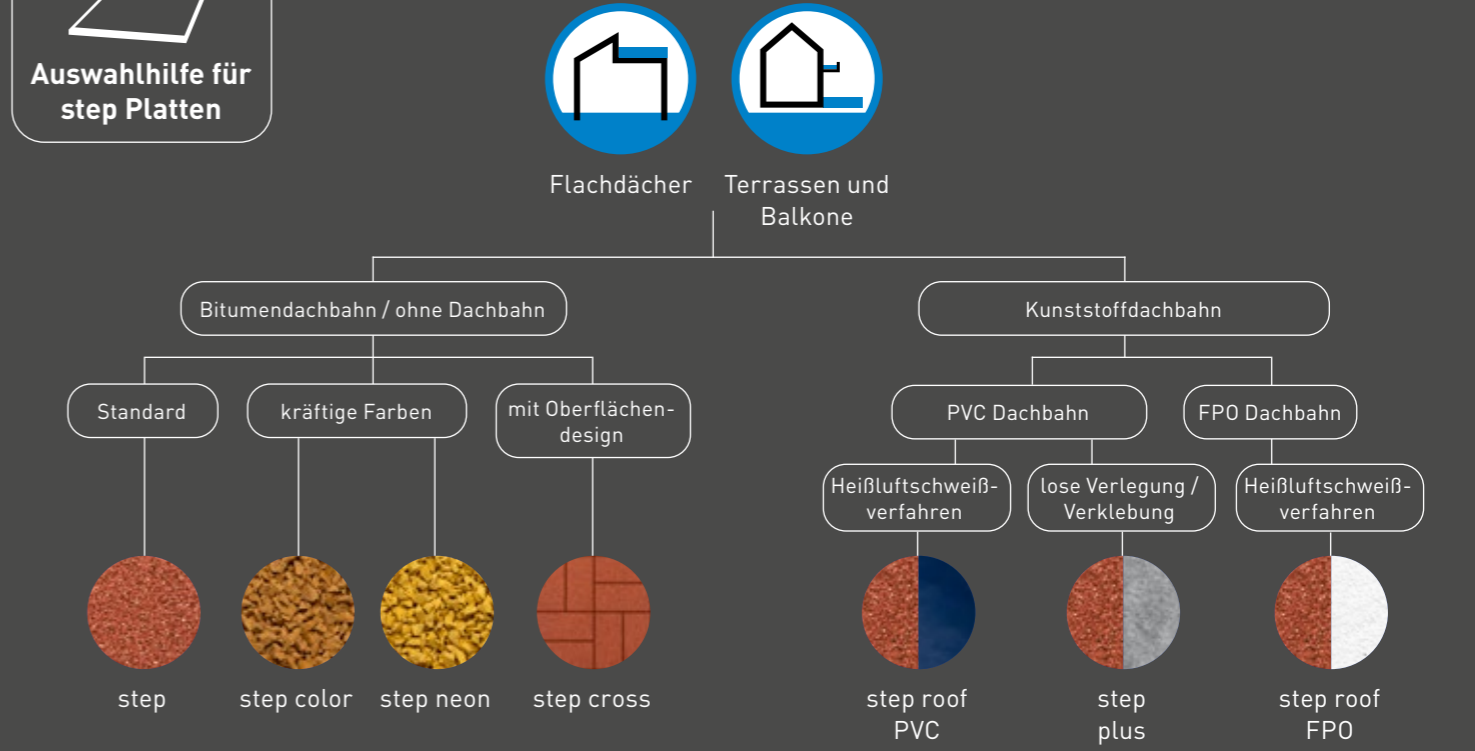 Auswahlhilfe für
step Platten
Flachdächer
Terrassen und
Balkone
Bitumendachbahn / ohne Dachbahn
Kunststoffdachbahn
Standard
kräftige Farben
mit Oberflächen-
design
PVC Dachbahn
FPO Dachbahn
Heißluftschweiß-
verfahren
lose Verlegung /
Verklebung
Heißluftschweiß-
verfahren
step
step color
step neon
step cross
step roof
PVC
step
plus
step roof
FPO